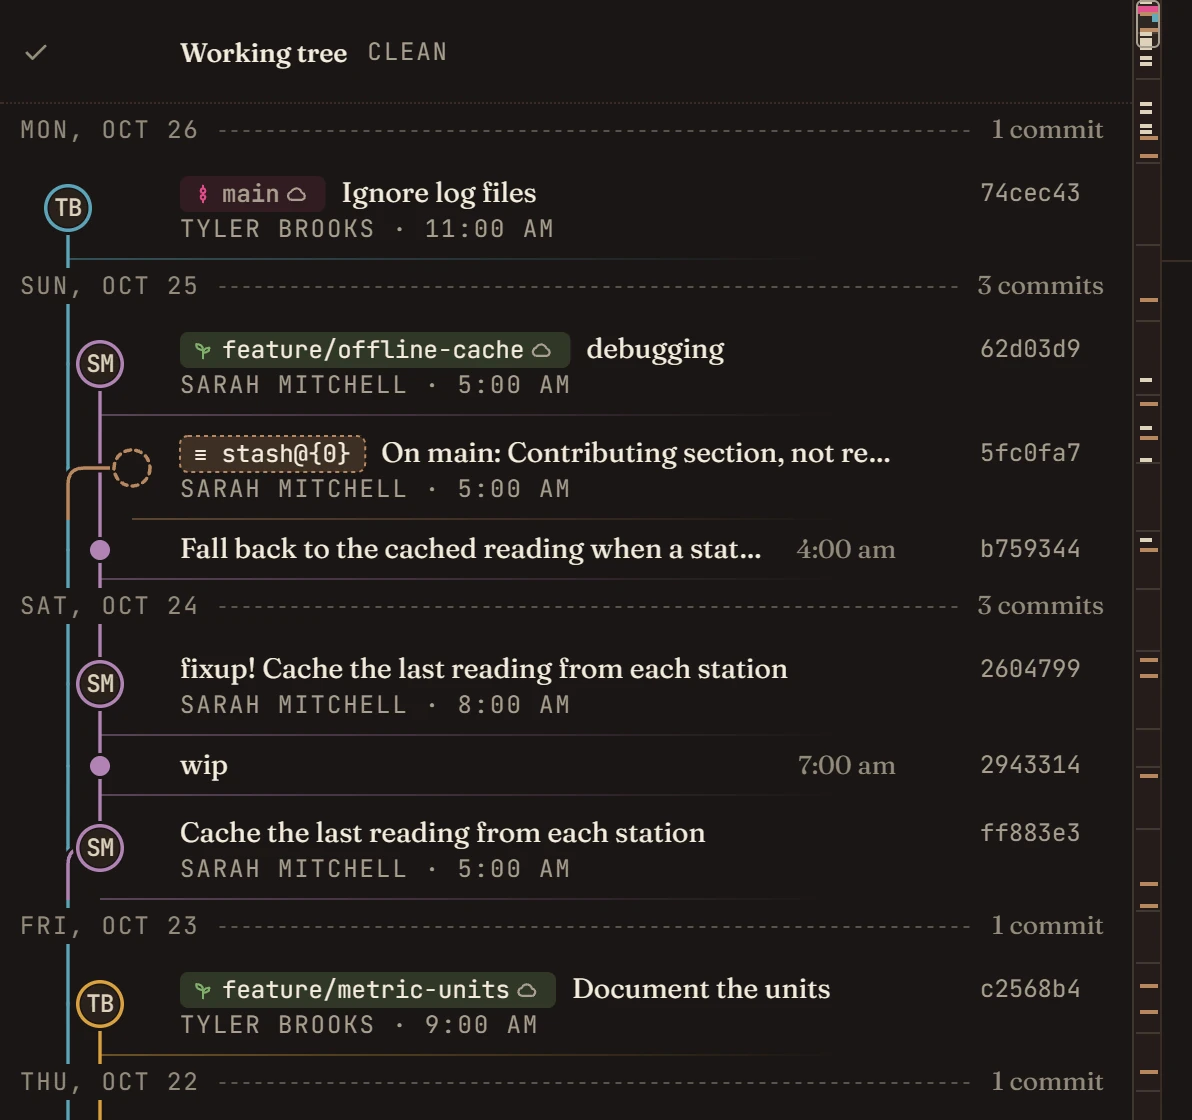 Working tree CLEAN
MON, OCT 26 1 commit
TB main Ignore log files 74cec43
TYLER BROOKS · 11:00 AM
SUN, OCT 25 3 commits
SM feature/offline-cache debugging 62d03d9
SARAH MITCHELL · 5:00 AM
stash@{0} On main: Contributing section, not re... 5fc0fa7
SARAH MITCHELL · 5:00 AM
Fall back to the cached reading when a stat... 4:00 am b759344
SAT, OCT 24 3 commits
SM fixup! Cache the last reading from each station 2604799
SARAH MITCHELL · 8:00 AM
wip 7:00 am 2943314
SM Cache the last reading from each station ff883e3
SARAH MITCHELL · 5:00 AM
FRI, OCT 23 1 commit
TB feature/metric-units Document the units c2568b4
TYLER BROOKS · 9:00 AM
THU, OCT 22 1 commit